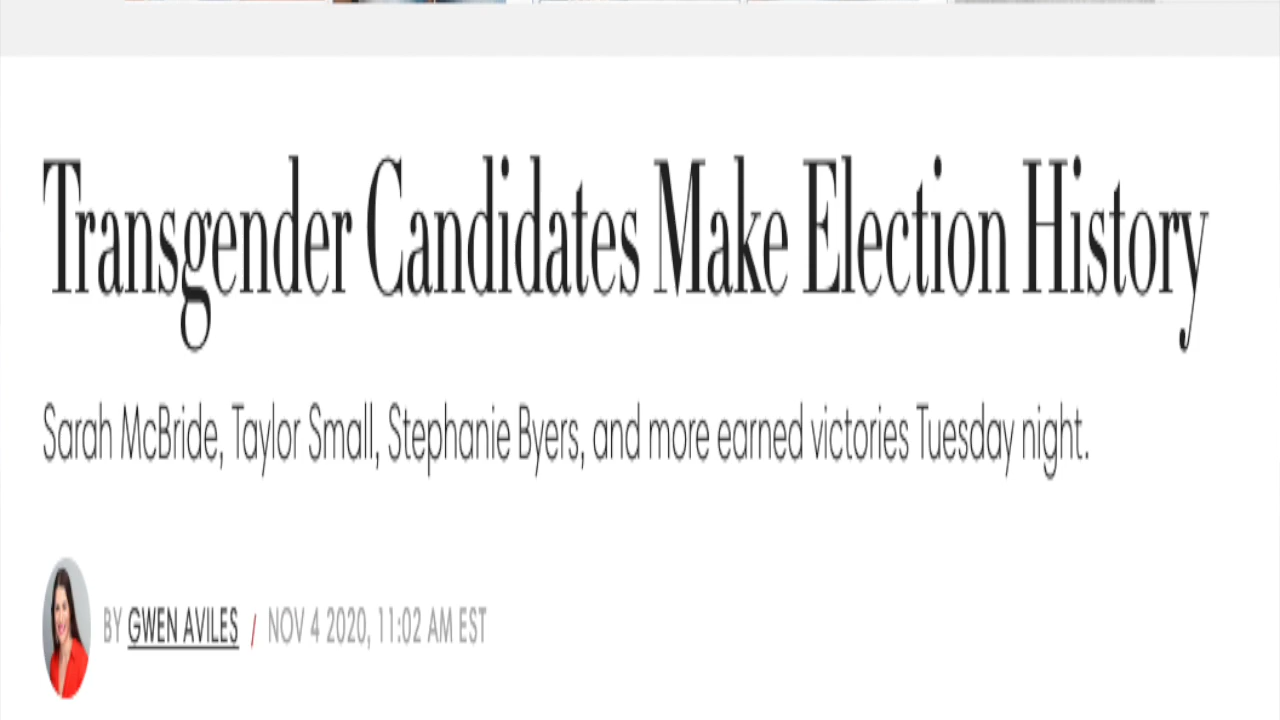 Transgender Candidates Make Election History
Sarah McBride, Taylor Small, Stephanie Byers, and more earned victories Tuesday night.
BY GWEN AVILES / NOV 4 2020, 11:02 AM EST